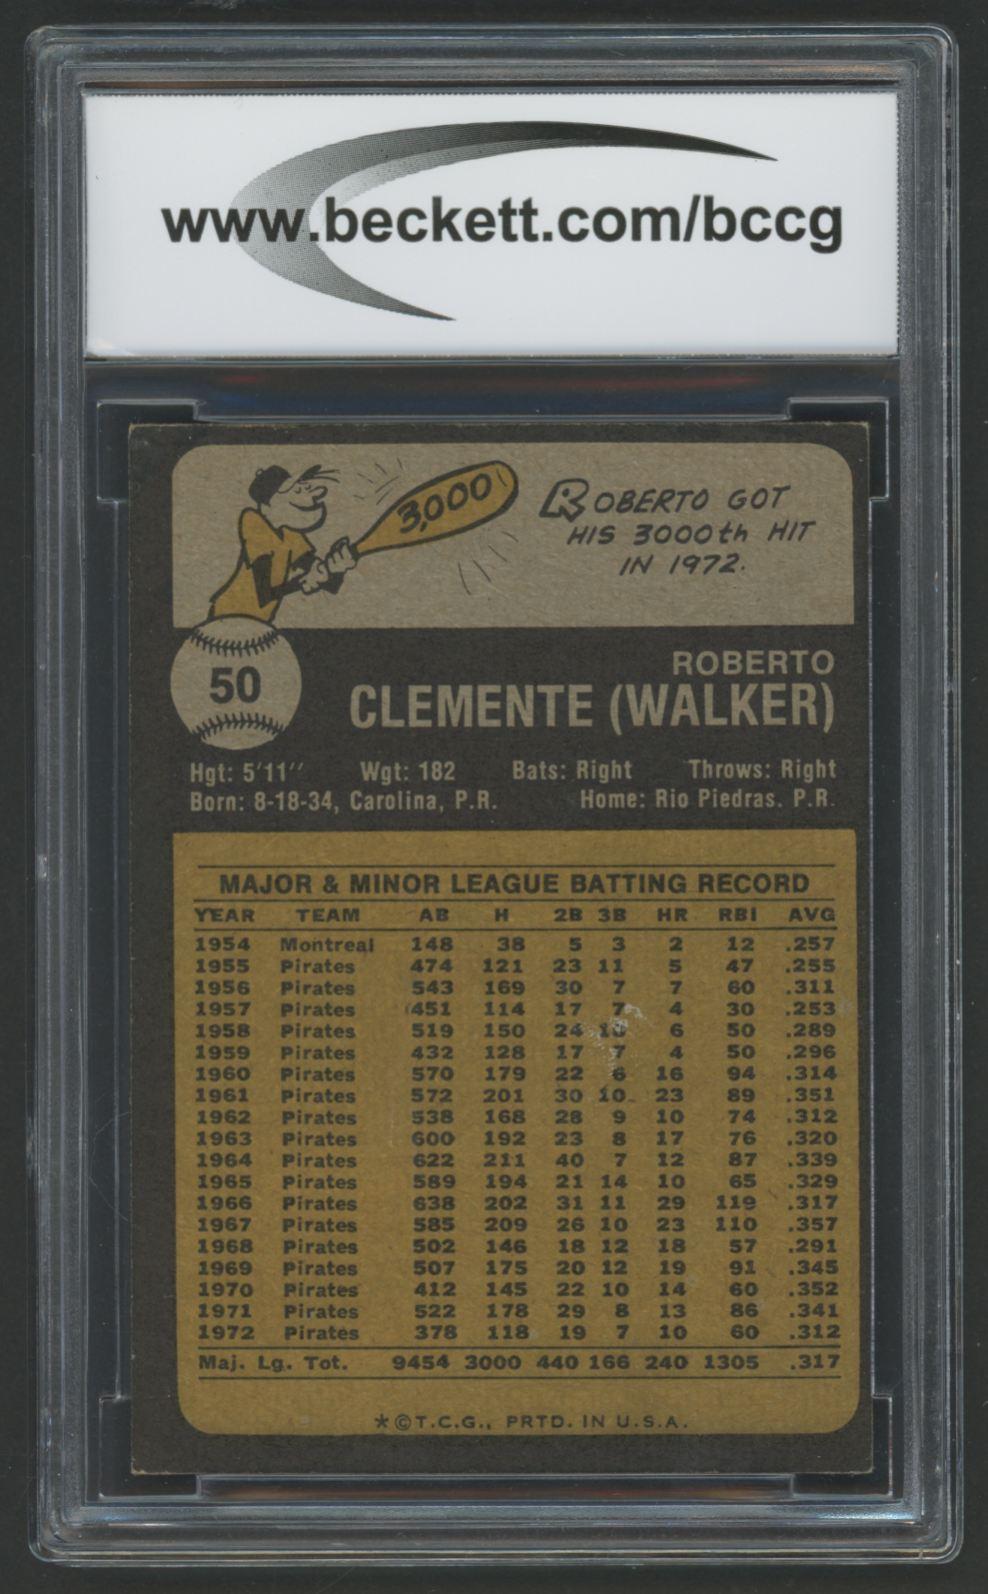 www.beckett.com/bccg
3,000
ROBERTO GOT
HIS 3000th HIT
IN 1972.
50
ROBERTO
CLEMENTE (WALKER)
Hgt: 5'11'' Wgt: 182 Bats: Right Throws: Right
Born: 8-18-34, Carolina, P.R. Home: Rio Piedras. P.R.
MAJOR & MINOR LEAGUE BATTING RECORD
YEAR TEAM AB H 2B 3B HR RBI AVG
1954 Montreal 148 38 5 3 2 12 .257
1955 Pirates 474 121 23 11 5 47 .255
1956 Pirates 543 169 30 7 7 60 .311
1957 Pirates 451 114 17 7 4 30 .253
1958 Pirates 519 150 24 10 6 50 .289
1959 Pirates 432 128 17 7 4 50 .296
1960 Pirates 570 179 22 6 16 94 .314
1961 Pirates 572 201 30 10 23 89 .351
1962 Pirates 538 168 28 9 10 74 .312
1963 Pirates 600 192 23 8 17 76 .320
1964 Pirates 622 211 40 7 12 87 .339
1965 Pirates 589 194 21 14 10 65 .329
1966 Pirates 638 202 31 11 29 119 .317
1967 Pirates 585 209 26 10 23 110 .357
1968 Pirates 502 146 18 12 18 57 .291
1969 Pirates 507 175 20 12 19 91 .345
1970 Pirates 412 145 22 10 14 60 .352
1971 Pirates 522 178 29 8 13 86 .341
1972 Pirates 378 118 19 7 10 60 .312
Maj. Lg. Tot. 9454 3000 440 166 240 1305 .317
*©T.C.G., PRTD. IN U.S.A.